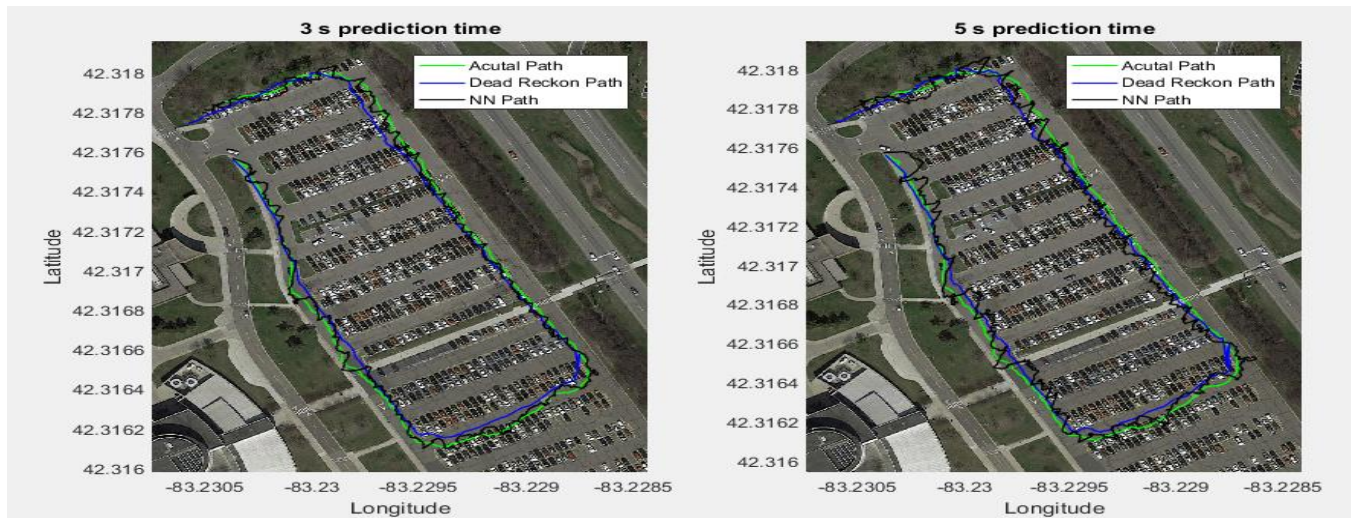 3 s prediction time
Acutal Path
Dead Reckon Path
NN Path
42.318
42.3178
42.3176
42.3174
42.3172
42.317
42.3168
42.3166
42.3164
42.3162
42.316
Latitude
-83.2305
-83.23
-83.2295
-83.229
-83.2285
Longitude
5 s prediction time
Acutal Path
Dead Reckon Path
NN Path
42.318
42.3178
42.3176
42.3174
42.3172
42.317
42.3168
42.3166
42.3164
42.3162
42.316
Latitude
-83.2305
-83.23
-83.2295
-83.229
-83.2285
Longitude